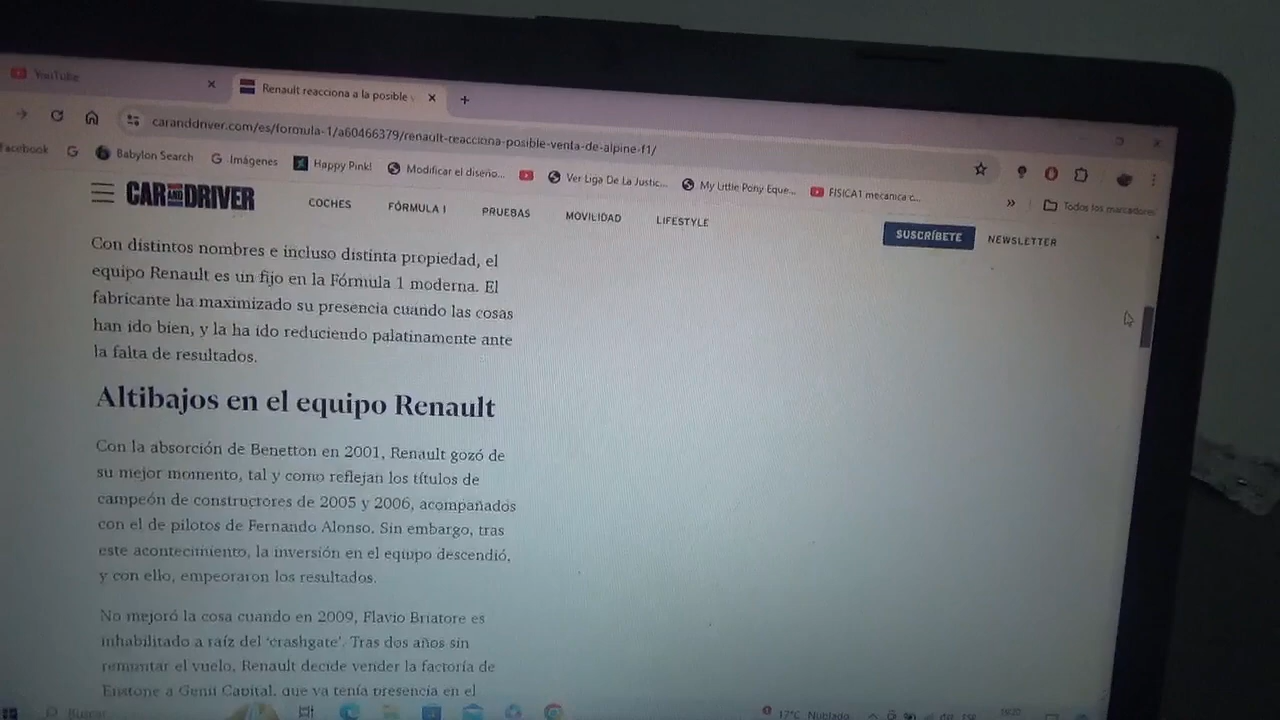 YouTube
Renault reacciona a la posible v
caranddriver.com/es/formula-1/a60466379/renault-reacciona-posible-venta-de-alpine-f1/
Facebook
Babylon Search
Imágenes
Happy Pink!
Modificar el diseño...
Ver Liga De La Justic...
My Little Pony Eque...
FISICA1 mecanica c...
»
Todos los marcadores
CAR AND DRIVER
COCHES
FÓRMULA 1
PRUEBAS
MOVILIDAD
LIFESTYLE
SUSCRÍBETE
NEWSLETTER
Con distintos nombres e incluso distinta propiedad, el
equipo Renault es un fijo en la Fórmula 1 moderna. El
fabricante ha maximizado su presencia cuando las cosas
han ido bien, y la ha ido reduciendo palatinamente ante
la falta de resultados.
Altibajos en el equipo Renault
Con la absorción de Benetton en 2001, Renault gozó de
su mejor momento, tal y como reflejan los títulos de
campeón de constructores de 2005 y 2006, acompañados
con el de pilotos de Fernando Alonso. Sin embargo, tras
este acontecimiento, la inversión en el equipo descendió,
y con ello, empeoraron los resultados.
No mejoró la cosa cuando en 2009, Flavio Briatore es
inhabilitado a raíz del 'crashgate'. Tras dos años sin
remontar el vuelo, Renault decide vender la factoría de
Enstone a Genii Capital, que ya tenía presencia en el
Buscar
17°C Nublado
ESP